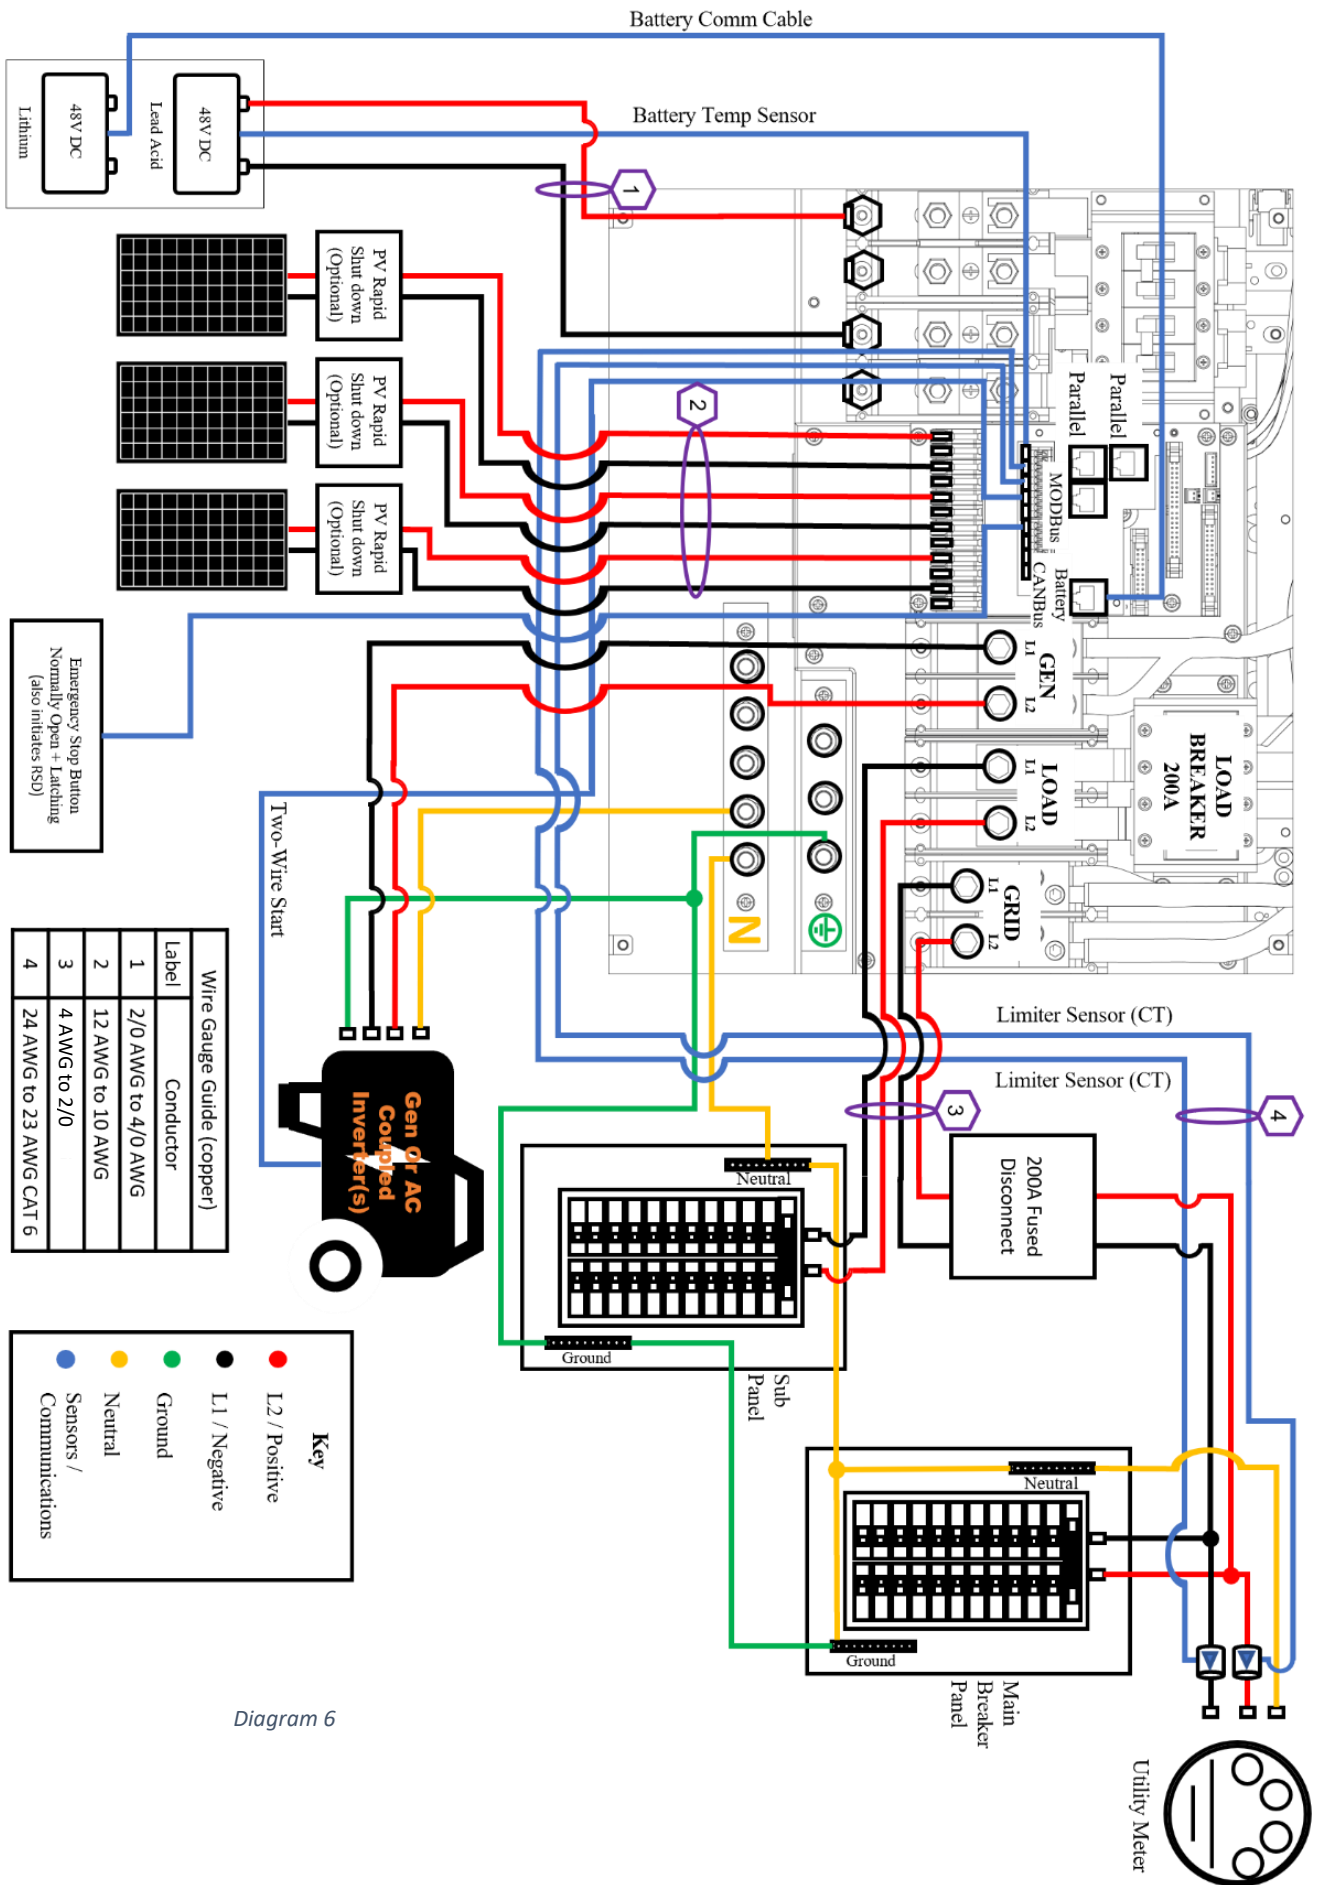 Battery Comm Cable
Battery Temp Sensor
48V DC
Lithium
48V DC
Lead Acid
1
PV Rapid
Shut down
(Optional)
PV Rapid
Shut down
(Optional)
PV Rapid
Shut down
(Optional)
2
Parallel
Parallel
MODBus
Battery
CANBus
L1
GEN
L2
L1
LOAD
L2
LOAD
BREAKER
200A
L1
GRID
L2
N
Emergency Stop Button
Normally Open + Latching
(also initiates RSD)
Two-Wire Start
Limiter Sensor (CT)
Limiter Sensor (CT)
3
4
Gen Or AC
Coupled
Inverter(s)
200A Fused
Disconnect
Neutral
Ground
Sub
Panel
Neutral
Ground
Main
Breaker
Panel
Utility Meter
Wire Gauge Guide (copper)
Label Conductor
1 2/0 AWG to 4/0 AWG
2 12 AWG to 10 AWG
3 4 AWG to 2/0
4 24 AWG to 23 AWG CAT 6
Key
L2 / Positive
L1 / Negative
Ground
Neutral
Sensors /
Communications
Diagram 6